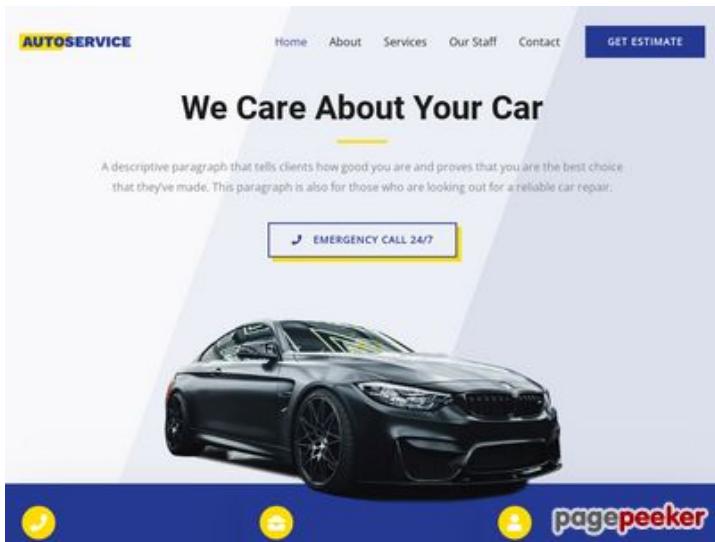 AUTOSERVICE
Home About Services Our Staff Contact GET ESTIMATE
We Care About Your Car
A descriptive paragraph that tells clients how good you are and proves that you are the best choice
that they've made. This paragraph is also for those who are looking out for a reliable car repair.
EMERGENCY CALL 24/7
pagepeeker